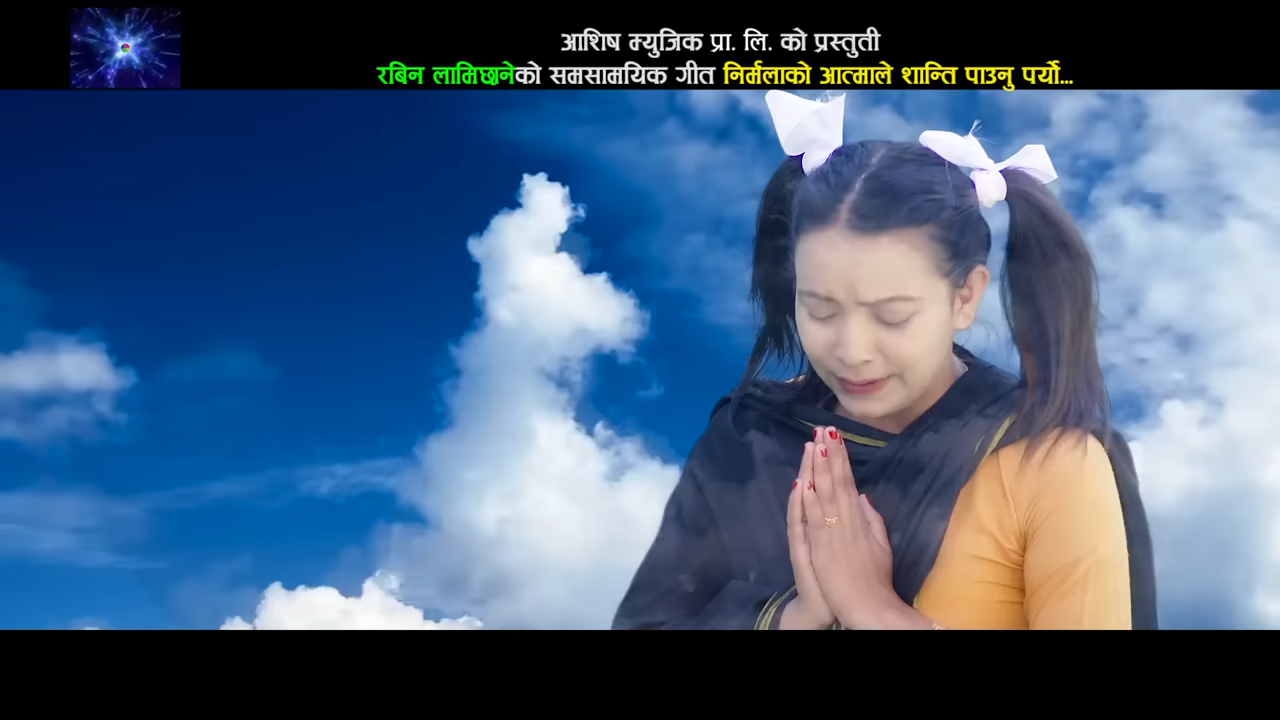 आशिष म्युजिक प्रा. लि. को प्रस्तुती
रबिन लामिछानेको समसामयिक गीत निर्मलाको आत्माले शान्ति पाउनु पर्यो...